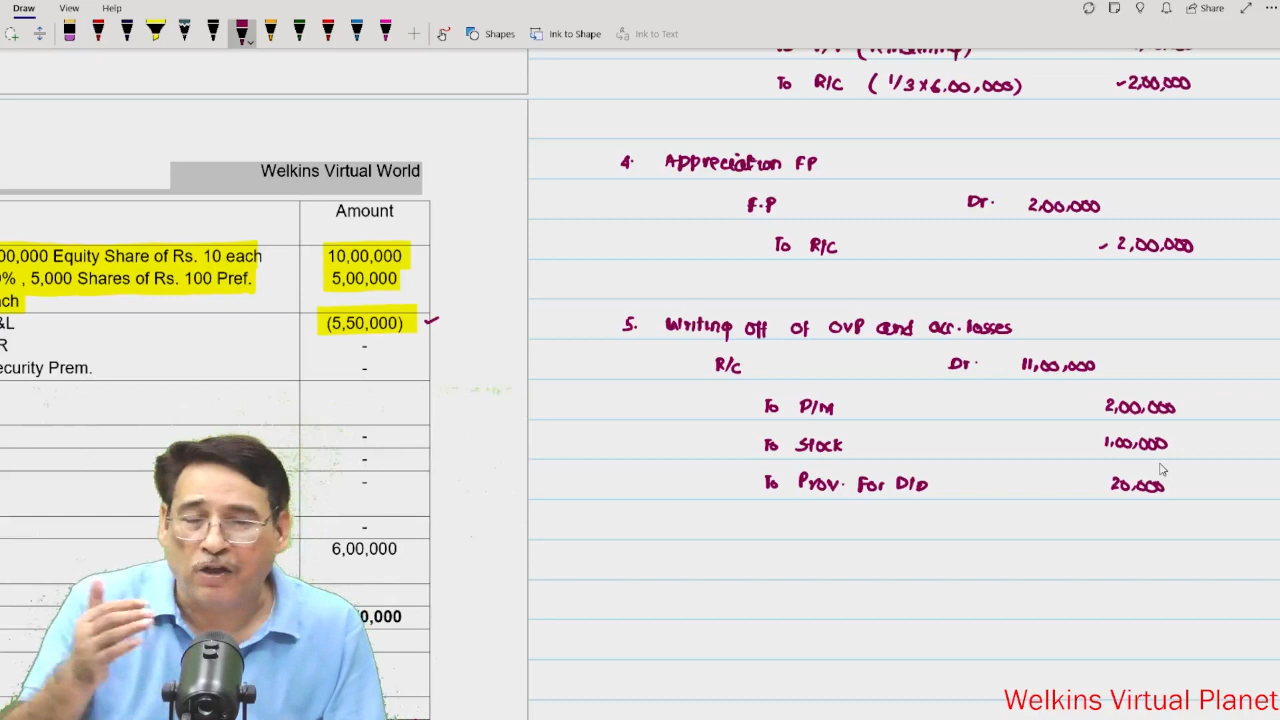 Draw View Help
Share
Shapes
Ink to Shape
Ink to Text
To R/C ( 1/3 x 6,00,000) 2,00,000
4. Appreciation FP
F.P Dr. 2,00,000
To R/C 2,00,000
5. Writing off of OVP and acc. losses
R/C Dr. 11,00,000
To P/M 2,00,000
To Stock 1,00,000
To Prov. For D/D 20,000
Welkins Virtual World
Amount
00,000 Equity Share of Rs. 10 each 10,00,000
0% , 5,000 Shares of Rs. 100 Pref. 5,00,000
ach
&L (5,50,000)
R -
ecurity Prem. -
-
-
-
-
6,00,000
0,000
Welkins Virtual Planet